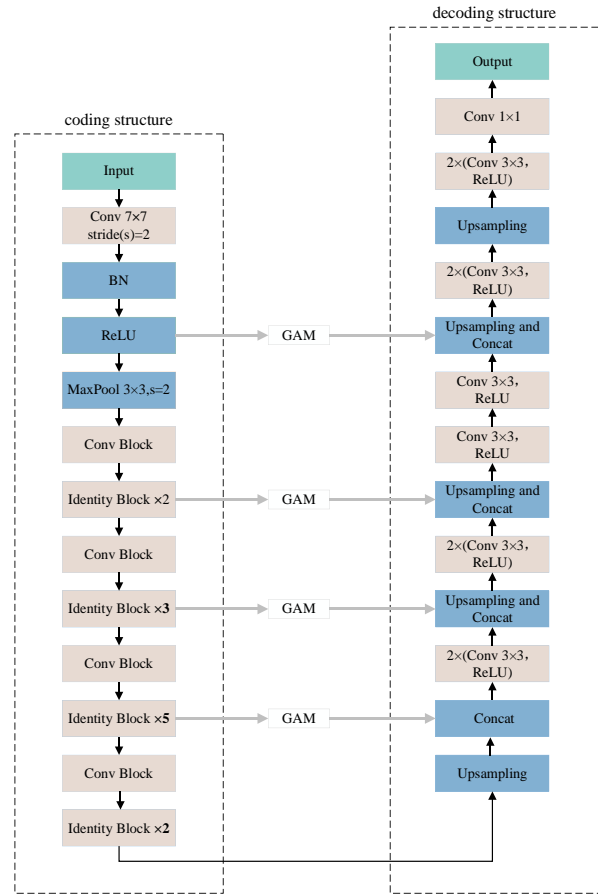 coding structure
Input
Conv 7×7
stride(s)=2
BN
ReLU
MaxPool 3×3,s=2
Conv Block
Identity Block ×2
Conv Block
Identity Block ×3
Conv Block
Identity Block ×5
Conv Block
Identity Block ×2
GAM
GAM
GAM
GAM
decoding structure
Output
Conv 1×1
2×(Conv 3×3,
ReLU)
Upsampling
2×(Conv 3×3,
ReLU)
Upsampling and
Concat
Conv 3×3,
ReLU
Conv 3×3,
ReLU
Upsampling and
Concat
2×(Conv 3×3,
ReLU)
Upsampling and
Concat
2×(Conv 3×3,
ReLU)
Concat
Upsampling